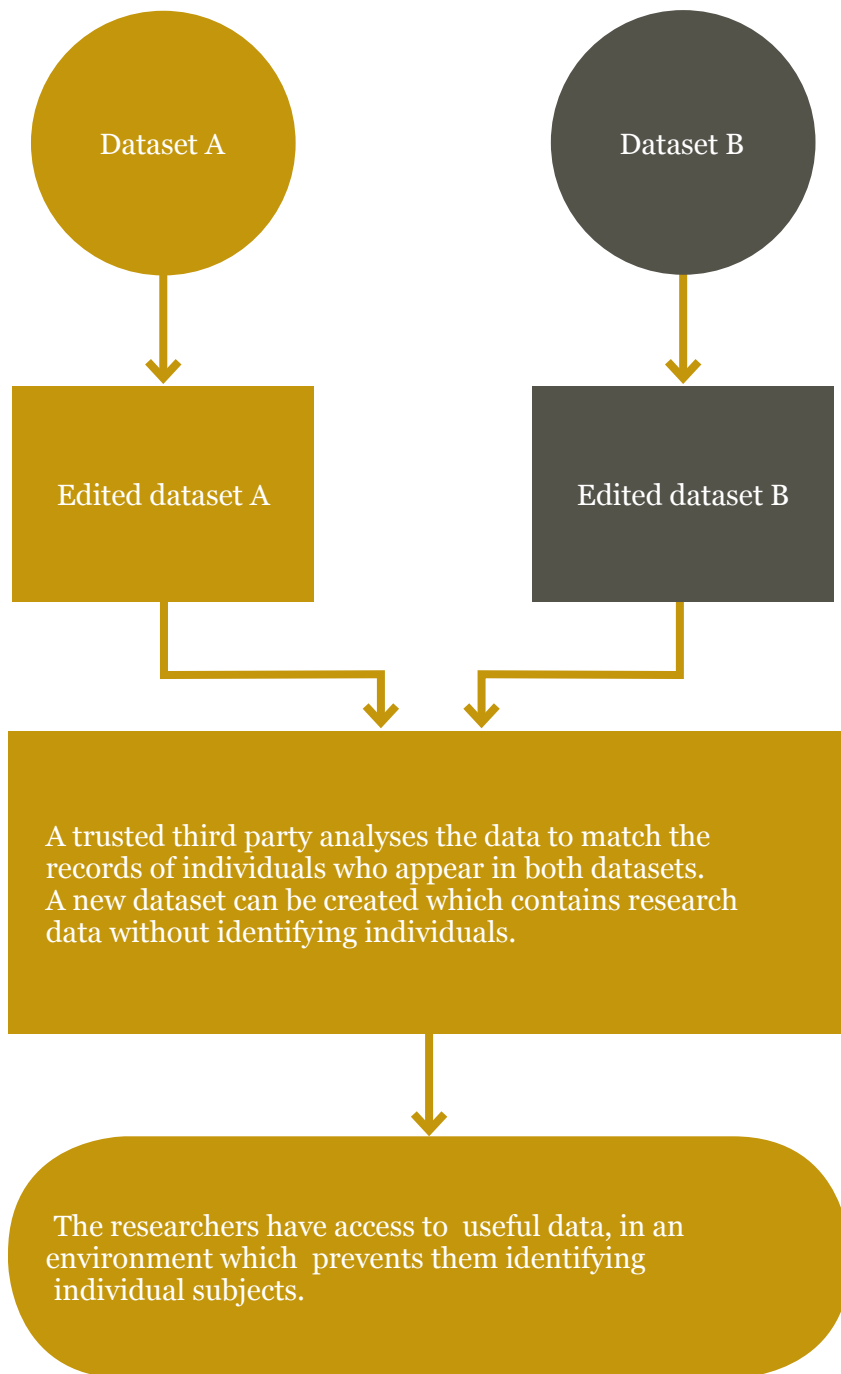 Dataset A
Dataset B
Edited dataset A
Edited dataset B
A trusted third party analyses the data to match the
records of individuals who appear in both datasets.
A new dataset can be created which contains research
data without identifying individuals.
The researchers have access to  useful data, in an
environment which  prevents them identifying
individual subjects.